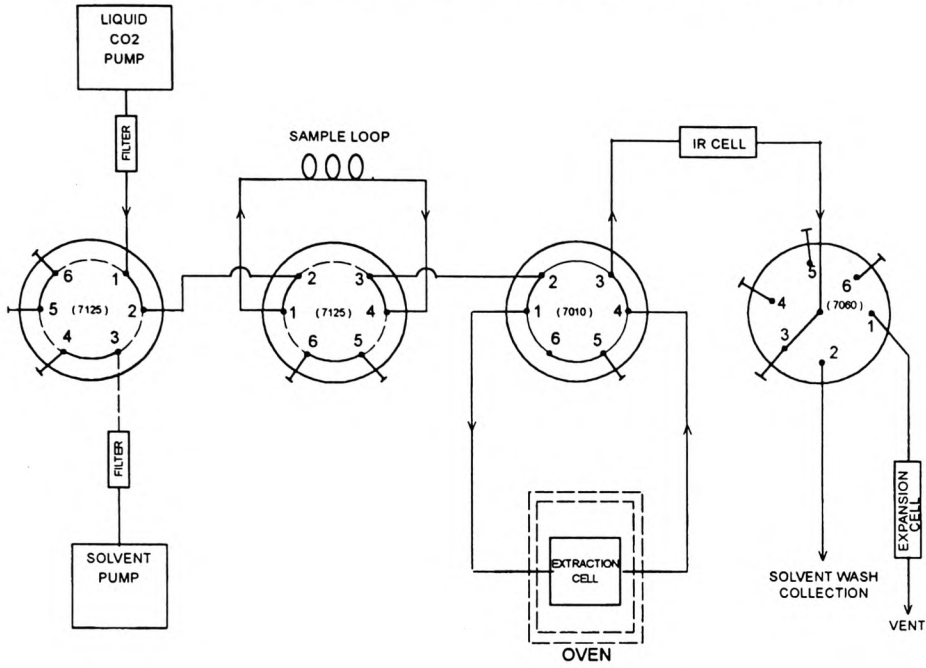 LIQUID
CO2
PUMP
FILTER
SAMPLE LOOP
IR CELL
1
2
3
4
5
6
(7125)
1
2
3
4
5
6
(7125)
1
2
3
4
5
6
(7010)
1
2
3
4
5
6
(7060)
FILTER
SOLVENT
PUMP
EXTRACTION
CELL
OVEN
SOLVENT WASH
COLLECTION
EXPANSION
CELL
VENT